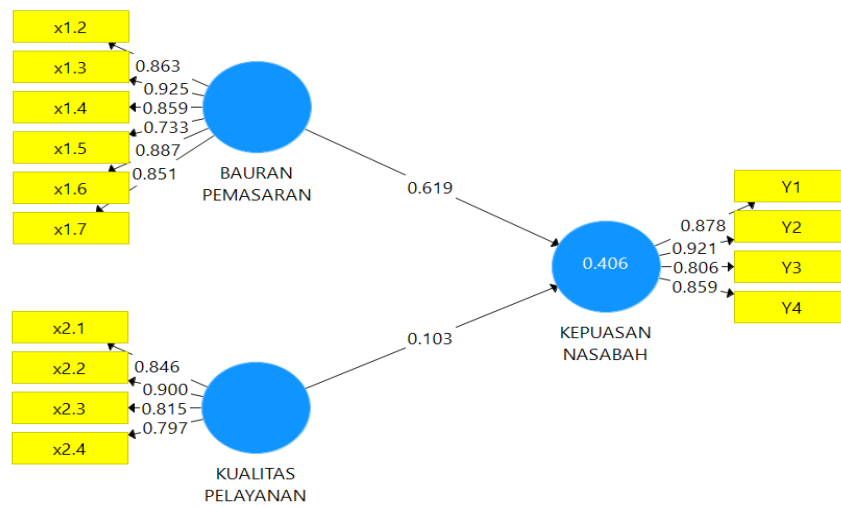 x1.2
x1.3
x1.4
x1.5
x1.6
x1.7
0.863
0.925
0.859
0.733
0.887
0.851
BAURAN
PEMASARAN
0.619
x2.1
x2.2
x2.3
x2.4
0.846
0.900
0.815
0.797
KUALITAS
PELAYANAN
0.103
0.406
KEPUASAN
NASABAH
0.878
0.921
0.806
0.859
Y1
Y2
Y3
Y4